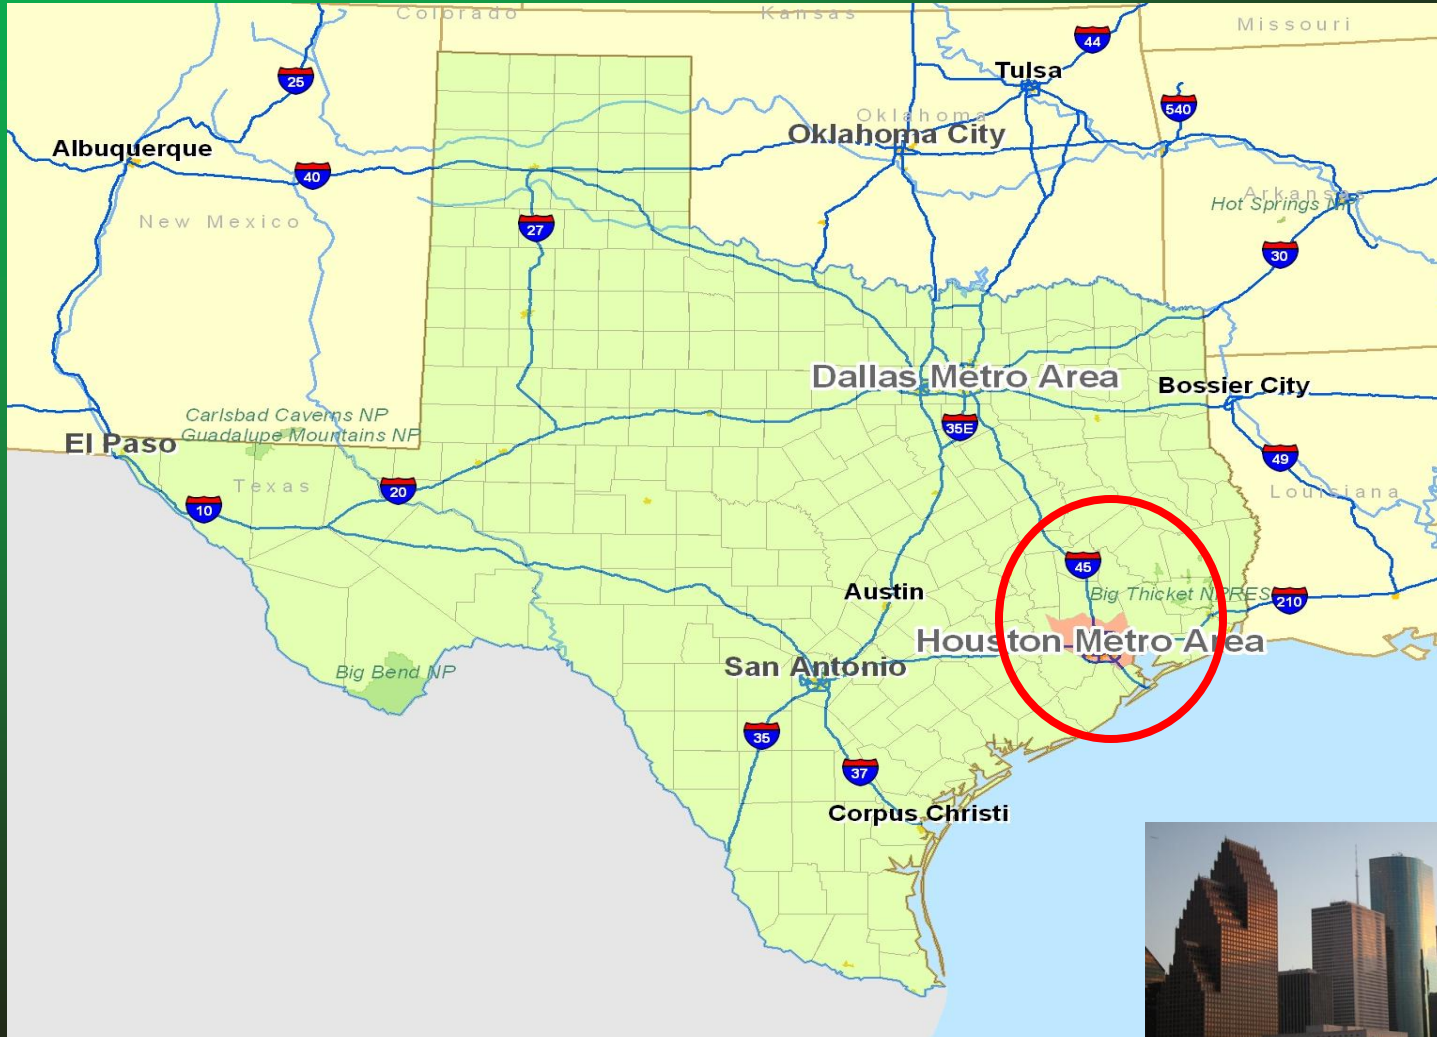 Colorado
Kansas
Missouri
44
25
Tulsa
540
Oklahoma
Oklahoma City
Albuquerque
40
Arkansas
Hot Springs NP
New Mexico
27
30
Dallas Metro Area
Bossier City
Carlsbad Caverns NP
Guadalupe Mountains NP
El Paso
35E
49
Texas
20
Louisiana
10
45
Austin
Big Thicket NPRES
210
Houston Metro Area
San Antonio
Big Bend NP
35
37
Corpus Christi